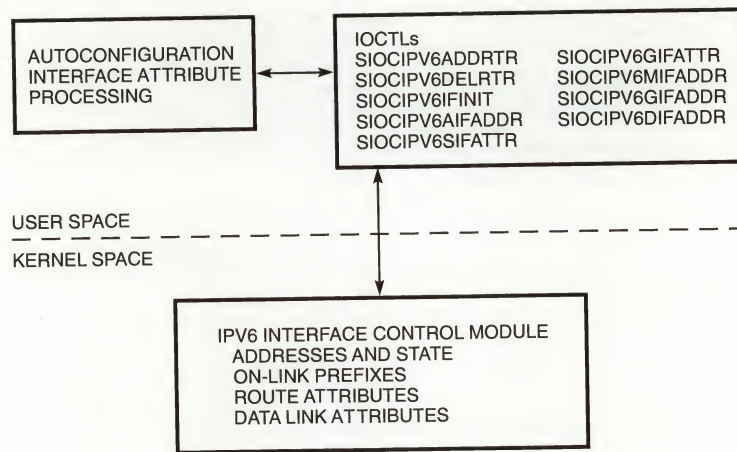 AUTOCONFIGURATION
INTERFACE ATTRIBUTE
PROCESSING
IOCTLs
SIOCIPV6ADDRTR
SIOCIPV6DELRTR
SIOCIPV6IFINIT
SIOCIPV6AIFADDR
SIOCIPV6SIFATTR
SIOCIPV6GIFATTR
SIOCIPV6MIFADDR
SIOCIPV6GIFADDR
SIOCIPV6DIFADDR
USER SPACE
KERNEL SPACE
IPV6 INTERFACE CONTROL MODULE
ADDRESSES AND STATE
ON-LINK PREFIXES
ROUTE ATTRIBUTES
DATA LINK ATTRIBUTES